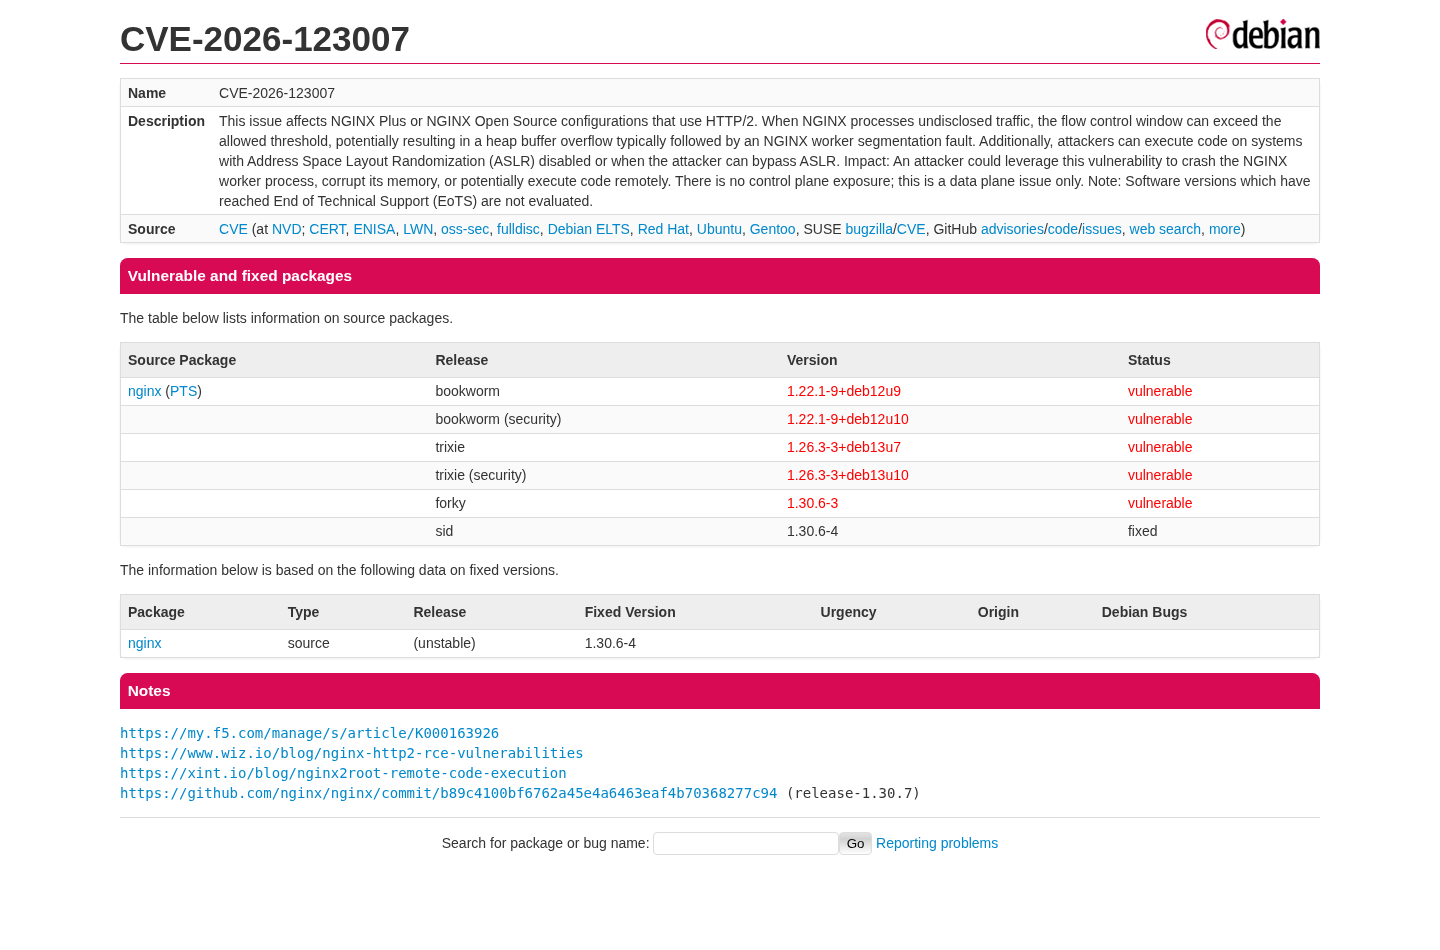 CVE-2026-123007
debian
Name CVE-2026-123007
Description This issue affects NGINX Plus or NGINX Open Source configurations that use HTTP/2. When NGINX processes undisclosed traffic, the flow control window can exceed the
allowed threshold, potentially resulting in a heap buffer overflow typically followed by an NGINX worker segmentation fault. Additionally, attackers can execute code on systems
with Address Space Layout Randomization (ASLR) disabled or when the attacker can bypass ASLR. Impact: An attacker could leverage this vulnerability to crash the NGINX
worker process, corrupt its memory, or potentially execute code remotely. There is no control plane exposure; this is a data plane issue only. Note: Software versions which have
reached End of Technical Support (EoTS) are not evaluated.
Source CVE (at NVD; CERT, ENISA, LWN, oss-sec, fulldisc, Debian ELTS, Red Hat, Ubuntu, Gentoo, SUSE bugzilla/CVE, GitHub advisories/code/issues, web search, more)
Vulnerable and fixed packages
The table below lists information on source packages.
Source Package Release Version Status
nginx (PTS) bookworm 1.22.1-9+deb12u9 vulnerable
bookworm (security) 1.22.1-9+deb12u10 vulnerable
trixie 1.26.3-3+deb13u7 vulnerable
trixie (security) 1.26.3-3+deb13u10 vulnerable
forky 1.30.6-3 vulnerable
sid 1.30.6-4 fixed
The information below is based on the following data on fixed versions.
Package Type Release Fixed Version Urgency Origin Debian Bugs
nginx source (unstable) 1.30.6-4
Notes
https://my.f5.com/manage/s/article/K000163926
https://www.wiz.io/blog/nginx-http2-rce-vulnerabilities
https://xint.io/blog/nginx2root-remote-code-execution
https://github.com/nginx/nginx/commit/b89c4100bf6762a45e4a6463eaf4b70368277c94 (release-1.30.7)
Search for package or bug name: Go Reporting problems